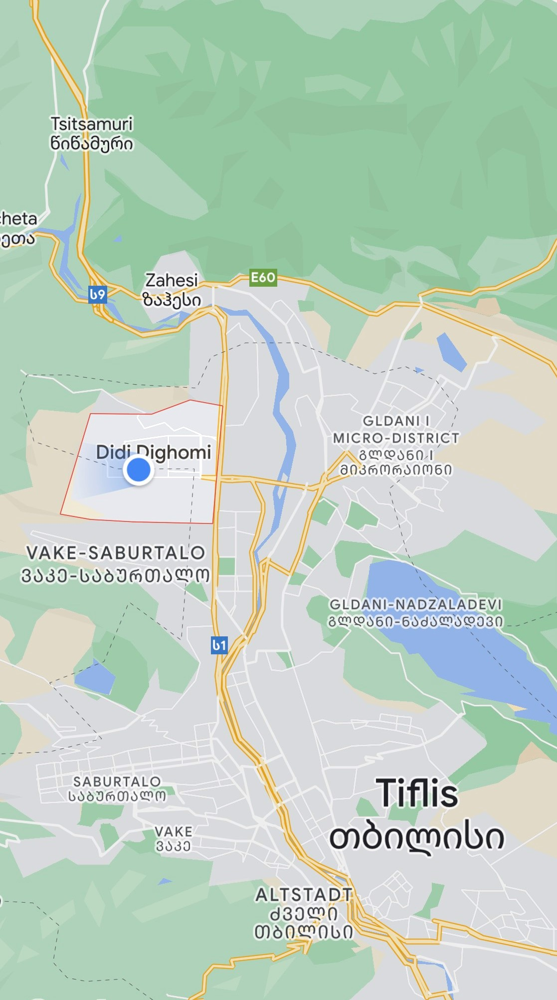 Tsitsamuri
წიწამური
cheta
ეთა
Zahesi
ზაჰესი
E60
ს9
GLDANI I
MICRO-DISTRICT
გლდანი I
მიკრორაიონი
Didi Dighomi
VAKE-SABURTALO
ვაკე-საბურთალო
GLDANI-NADZALADEVI
გლდანი-ნაძალადევი
ს1
SABURTALO
საბურთალო
Tiflis
თბილისი
VAKE
ვაკე
ALTSTADT
ძველი
თბილისი